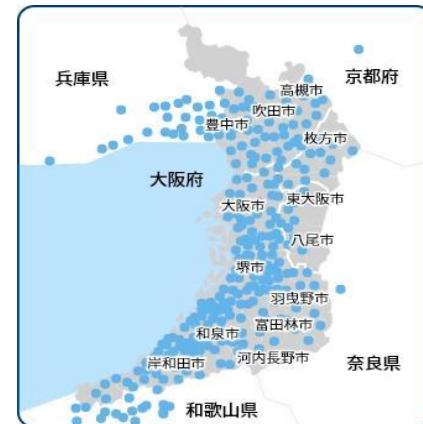 兵庫県
京都府
高槻市
吹田市
豊中市
枚方市
大阪府
東大阪市
大阪市
八尾市
堺市
羽曳野市
和泉市
富田林市
岸和田市
河内長野市
奈良県
和歌山県